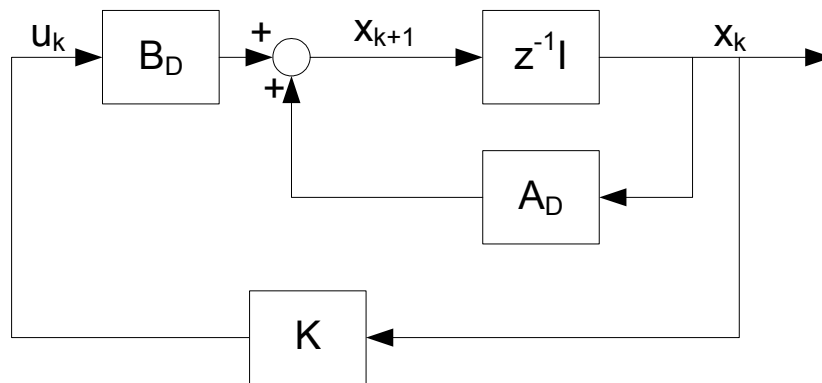 u_k
B_D
+
+
x_{k+1}
z^{-1}I
x_k
A_D
K